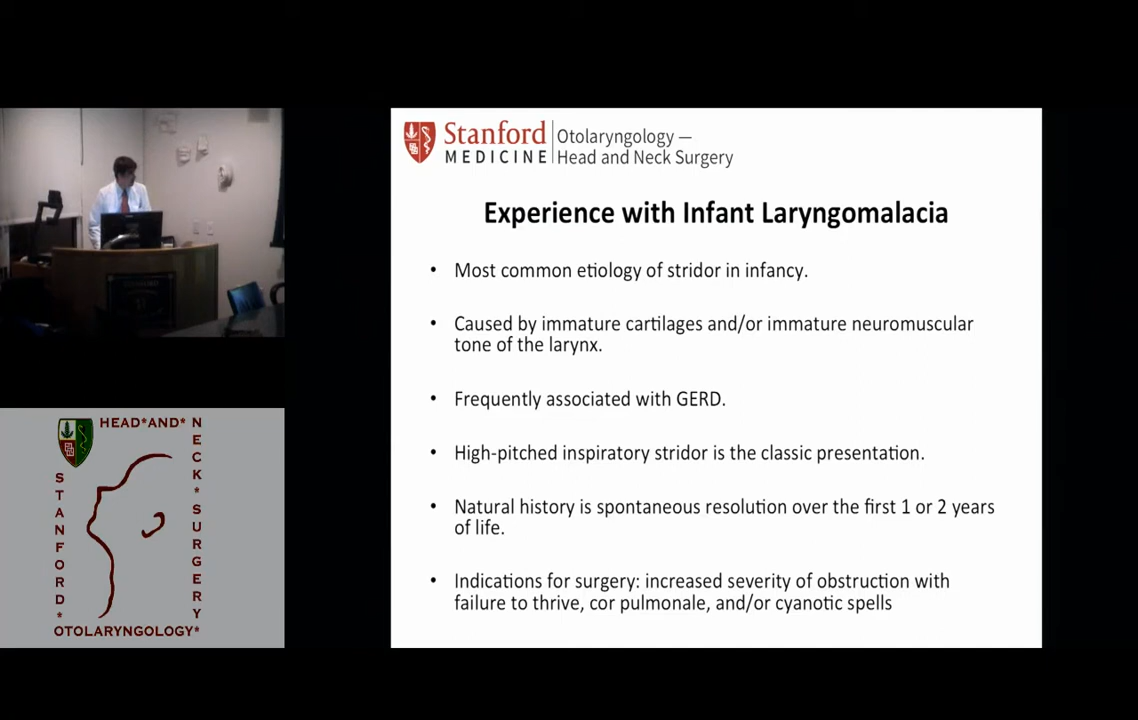 Stanford
MEDICINE
Otolaryngology —
Head and Neck Surgery
Experience with Infant Laryngomalacia
• Most common etiology of stridor in infancy.
• Caused by immature cartilages and/or immature neuromuscular
tone of the larynx.
• Frequently associated with GERD.
• High-pitched inspiratory stridor is the classic presentation.
• Natural history is spontaneous resolution over the first 1 or 2 years
of life.
• Indications for surgery: increased severity of obstruction with
failure to thrive, cor pulmonale, and/or cyanotic spells
HEAD*AND*
NECK*SURGERY
STANFORD*
OTOLARYNGOLOGY*